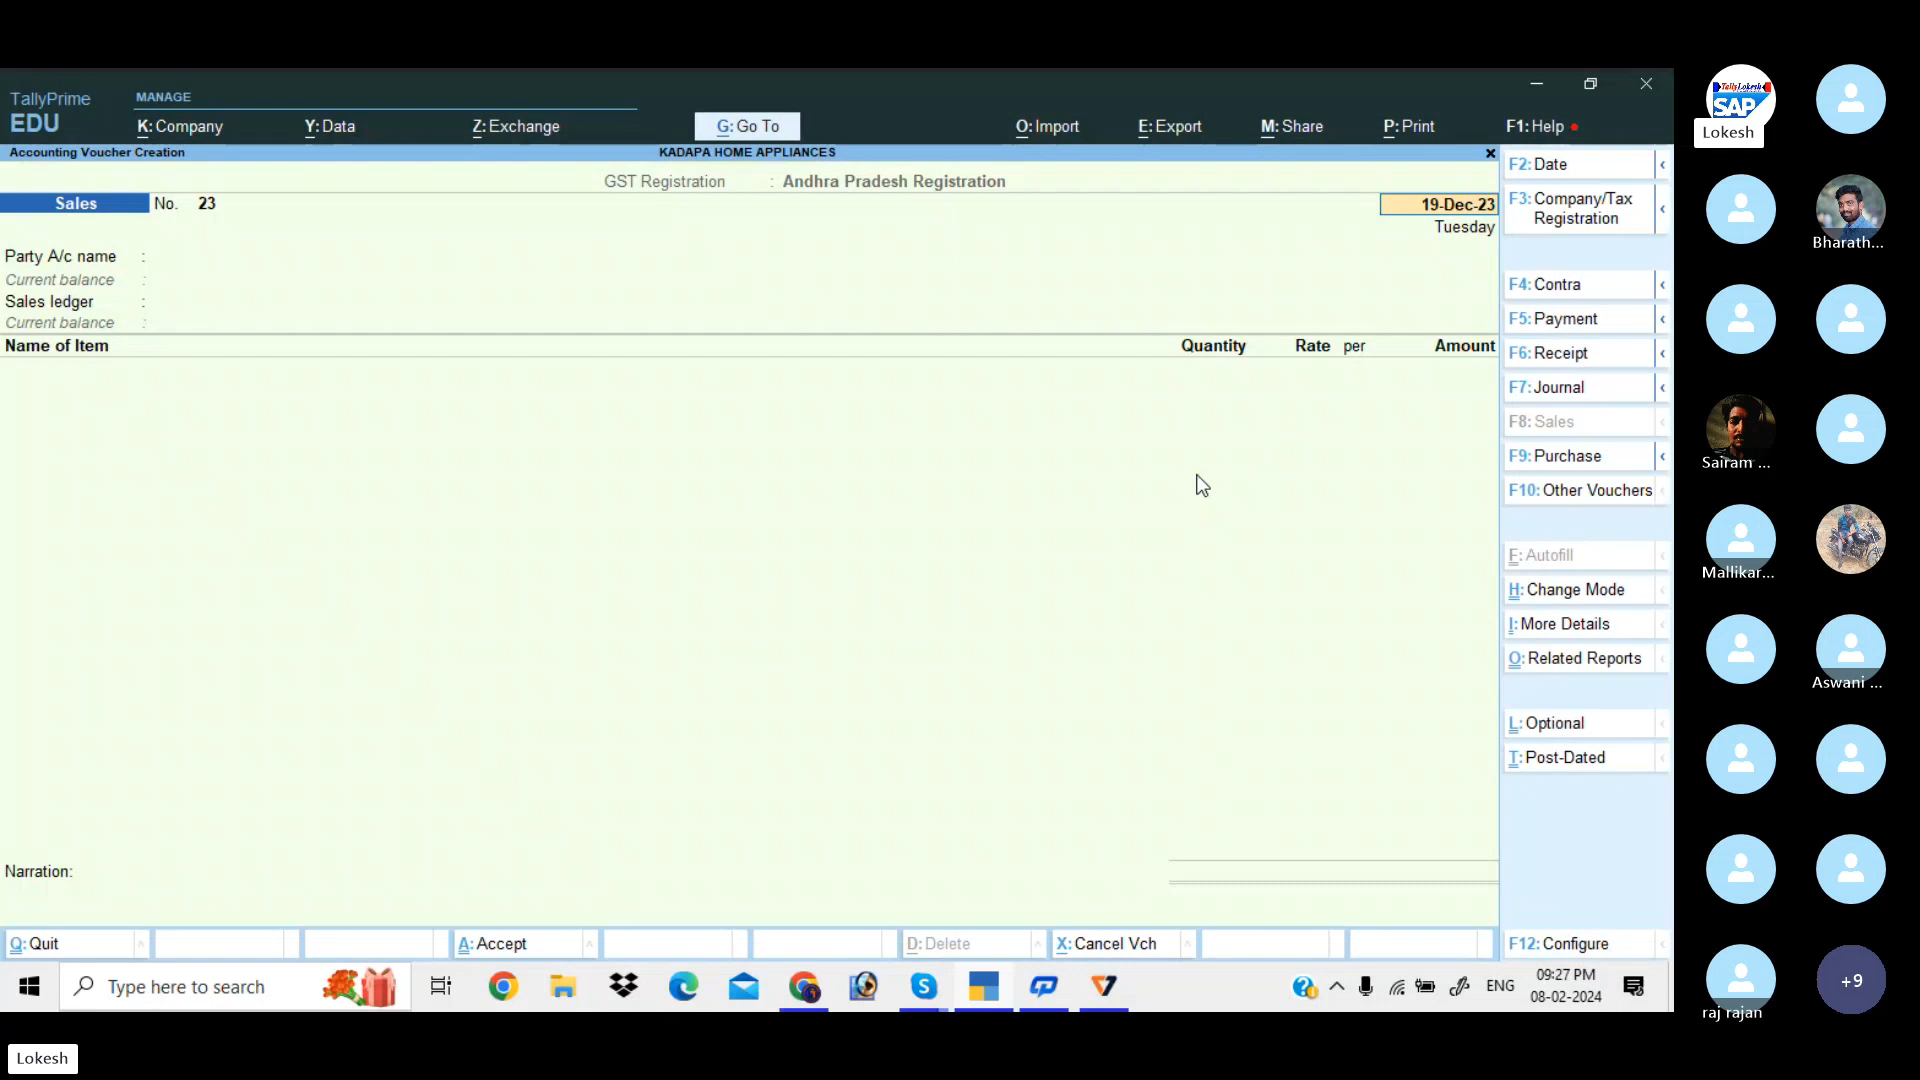 TallyPrime
EDU
MANAGE
K: Company
Y: Data
Z: Exchange
G: Go To
O: Import
E: Export
M: Share
P: Print
F1: Help
Accounting Voucher Creation
KADAPA HOME APPLIANCES
GST Registration : Andhra Pradesh Registration
Sales No. 23
19-Dec-23
Tuesday
Party A/c name :
Current balance :
Sales ledger :
Current balance :
Name of Item
Quantity Rate per Amount
Narration:
F2: Date
F3: Company/Tax
Registration
F4: Contra
F5: Payment
F6: Receipt
F7: Journal
F8: Sales
F9: Purchase
F10: Other Vouchers
F: Autofill
H: Change Mode
I: More Details
O: Related Reports
L: Optional
T: Post-Dated
F12: Configure
Q: Quit
A: Accept
D: Delete
X: Cancel Vch
Type here to search
ENG
09:27 PM
08-02-2024
TallyLokesh
SAP
Lokesh
Bharath...
Sairam ...
Mallikar...
Aswani ...
raj rajan
+9
Lokesh